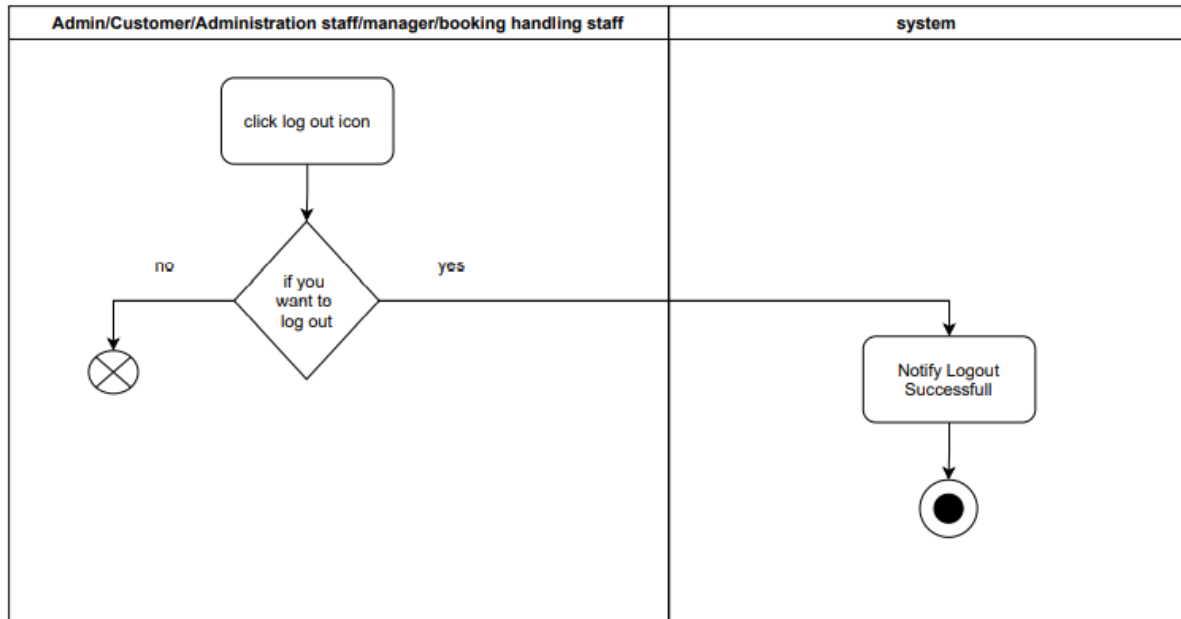 Admin/Customer/Administration staff/manager/booking handling staff
system
click log out icon
no
yes
if you
want to
log out
Notify Logout
Successfull